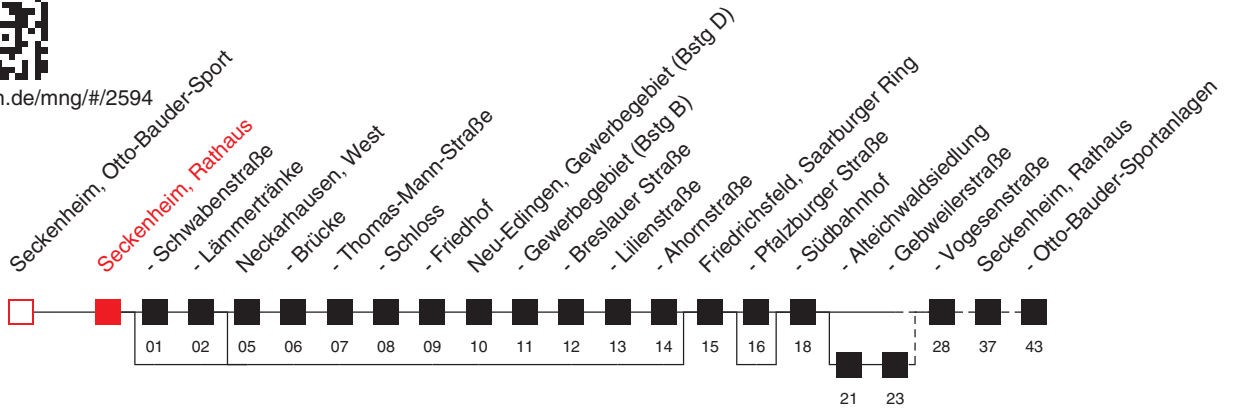 n.de/mng/#/2594
Seckenheim, Otto-Bauder-Sport
Seckenheim, Rathaus
- Schwabenstraße
- Lämmertränke
Neckarhausen, West
- Brücke
- Thomas-Mann-Straße
- Schloss
- Friedhof
Neu-Edingen, Gewerbegebiet (Bstg D)
- Gewerbegebiet (Bstg B)
- Breslauer Straße
- Lilienstraße
- Ahornstraße
Friedrichsfeld, Saarburger Ring
- Pfalzburger Straße
- Südbahnhof
- Alteichwaldsiedlung
- Gebweilerstraße
- Vogesenstraße
Seckenheim, Rathaus
- Otto-Bauder-Sportanlagen
01 02 05 06 07 08 09 10 11 12 13 14 15 16 18 28 37 43
21 23